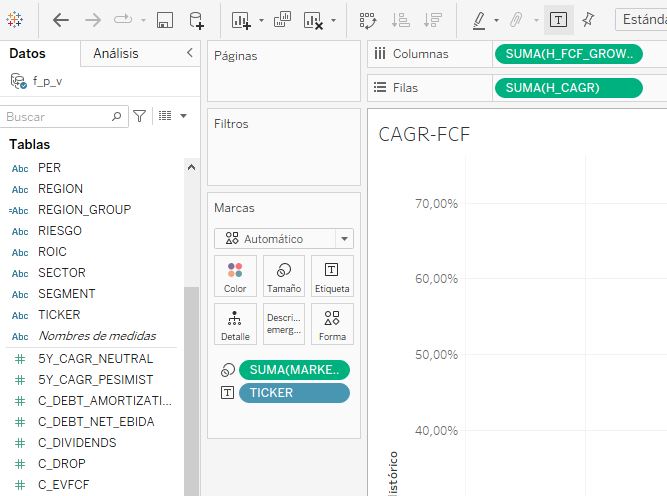 Estánda
Datos
Análisis
f_p_v
Buscar
Tablas
Abc PER
Abc REGION
=Abc REGION_GROUP
Abc RIESGO
Abc ROIC
Abc SECTOR
Abc SEGMENT
Abc TICKER
Abc Nombres de medidas
# 5Y_CAGR_NEUTRAL
# 5Y_CAGR_PESIMIST
# C_DEBT_AMORTIZATI...
# C_DEBT_NET_EBIDA
# C_DIVIDENDS
# C_DROP
# C_EVFCF
Páginas
Filtros
Marcas
Automático
Color
Tamaño
Etiqueta
Detalle
Descri...
emerg...
Forma
SUMA(MARKE..
TICKER
Columnas
SUMA(H_FCF_GROW..
Filas
SUMA(H_CAGR)
CAGR-FCF
70,00%
60,00%
50,00%
40,00%
istórico